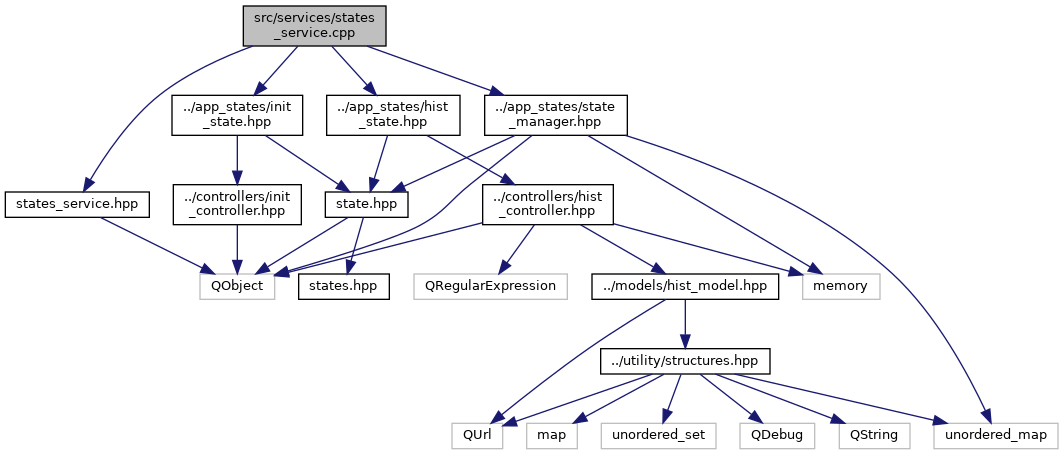 src/services/states
_service.cpp
../app_states/init
_state.hpp
../app_states/hist
_state.hpp
../app_states/state
_manager.hpp
states_service.hpp
../controllers/init
_controller.hpp
state.hpp
../controllers/hist
_controller.hpp
QObject
states.hpp
QRegularExpression
../models/hist_model.hpp
memory
../utility/structures.hpp
QUrl
map
unordered_set
QDebug
QString
unordered_map